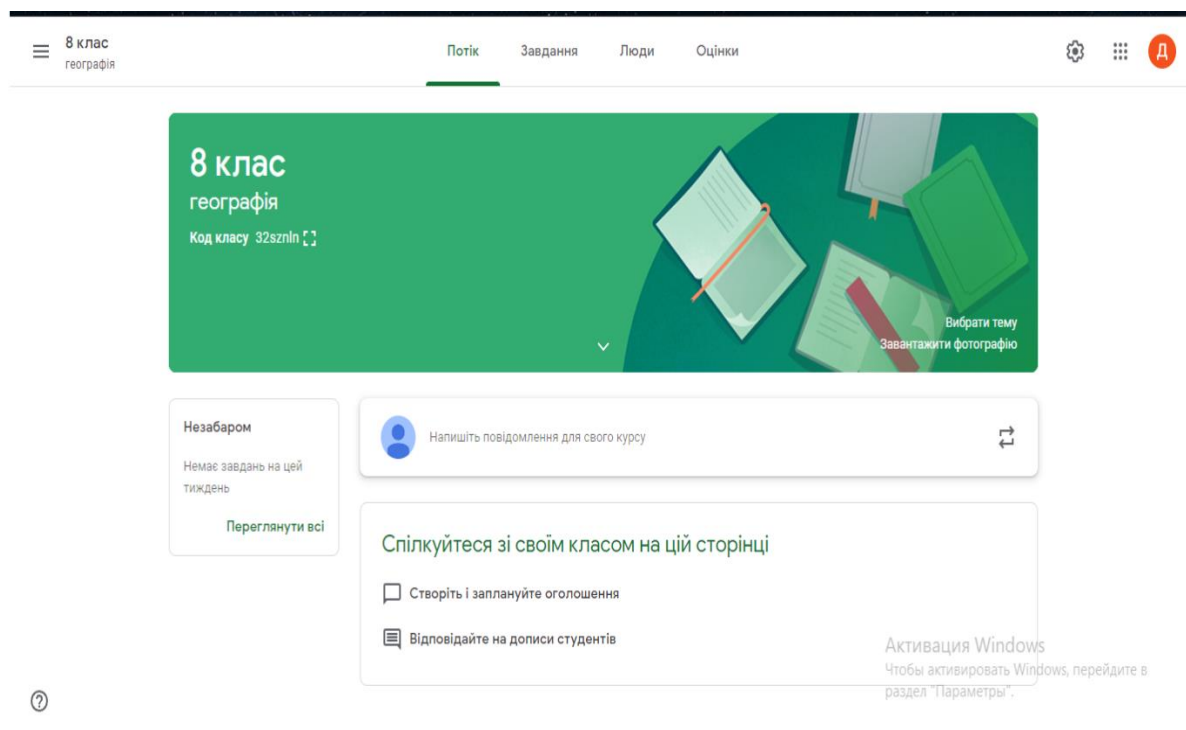 8 клас
географія
Потік Завдання Люди Оцінки
Д
8 клас
географія
Код класу 32sznln
Вибрати тему
Завантажити фотографію
Незабаром
Немає завдань на цей
тиждень
Переглянути всі
Напишіть повідомлення для свого курсу
Спілкуйтеся зі своїм класом на цій сторінці
Створіть і заплануйте оголошення
Відповідайте на дописи студентів
Активация Windows
Чтобы активировать Windows, перейдите в
раздел "Параметры".